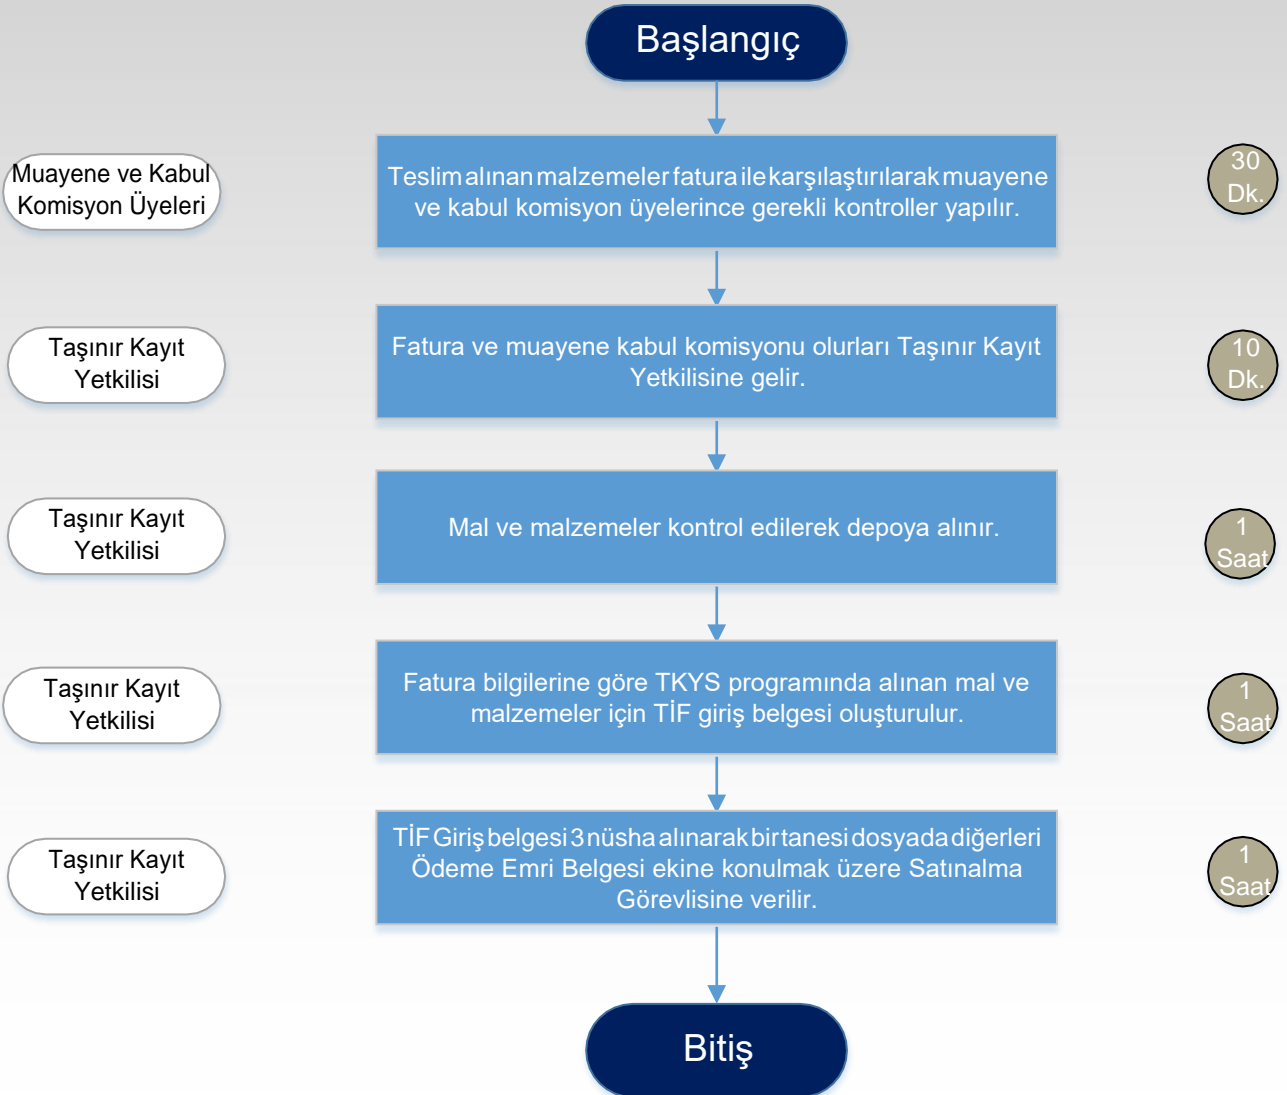 Başlangıç
Muayene ve Kabul
Komisyon Üyeleri
Teslim alınan malzemeler fatura ile karşılaştırılarak muayene
ve kabul komisyon üyelerince gerekli kontroller yapılır.
30
Dk.
Taşınır Kayıt
Yetkilisi
Fatura ve muayene kabul komisyonu olurları Taşınır Kayıt
Yetkilisine gelir.
10
Dk.
Taşınır Kayıt
Yetkilisi
Mal ve malzemeler kontrol edilerek depoya alınır.
1
Saat
Taşınır Kayıt
Yetkilisi
Fatura bilgilerine göre TKYS programında alınan mal ve
malzemeler için TİF giriş belgesi oluşturulur.
1
Saat
Taşınır Kayıt
Yetkilisi
TİF Giriş belgesi 3 nüsha alınarak bir tanesi dosyada diğerleri
Ödeme Emri Belgesi ekine konulmak üzere Satınalma
Görevlisine verilir.
1
Saat
Bitiş